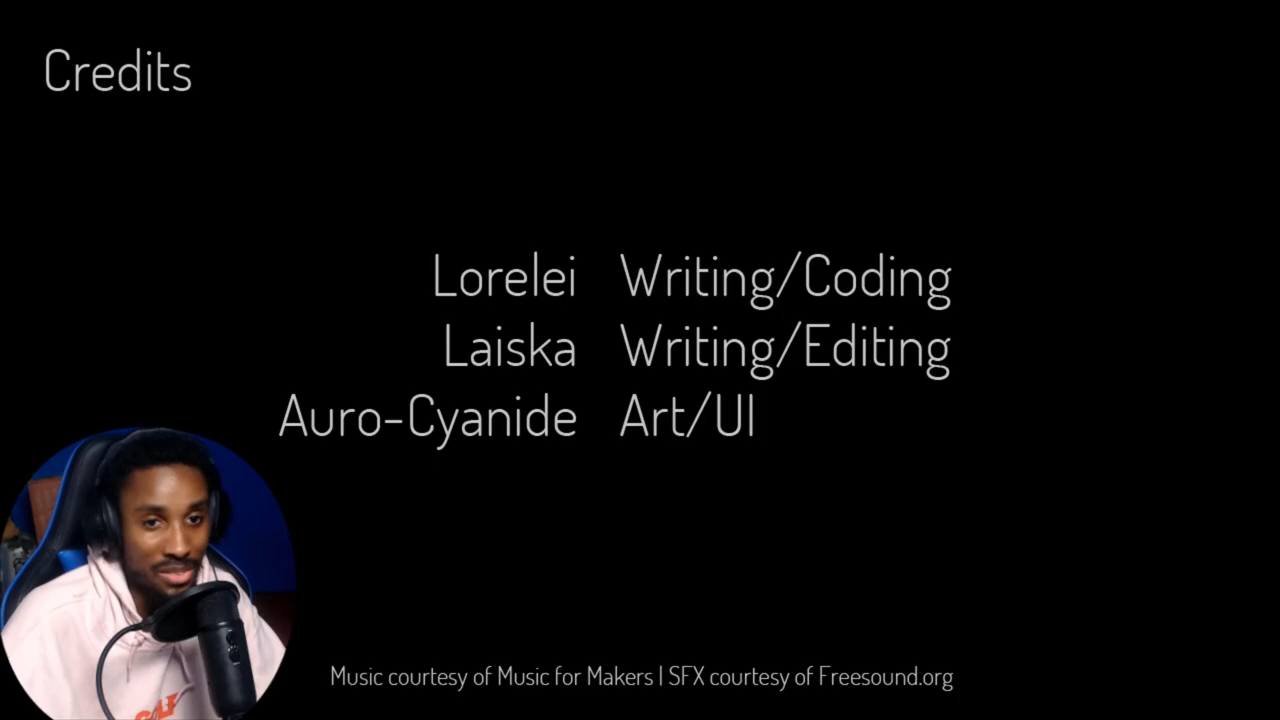 Credits
Lorelei Writing/Coding
Laiska Writing/Editing
Auro-Cyanide Art/UI
Music courtesy of Music for Makers | SFX courtesy of Freesound.org